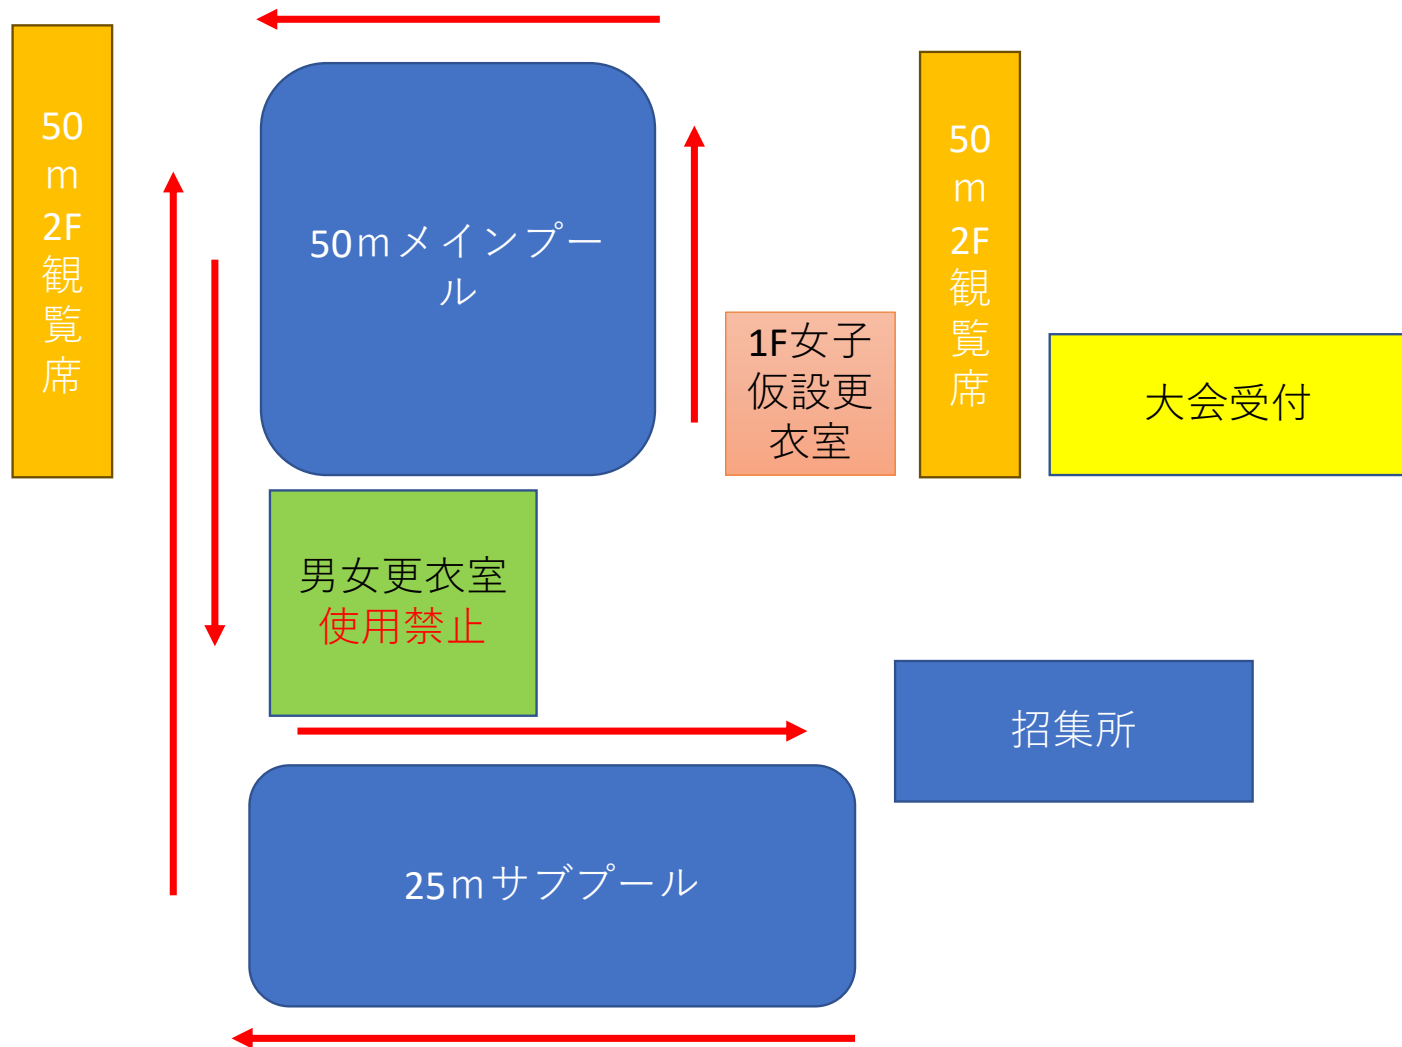 50
ｍ
2F
観
覧
席
50ｍメインプー
ル
50
ｍ
2F
観
覧
席
1F女子
仮設更
衣室
大会受付
男女更衣室
使用禁止
招集所
25ｍサブプール